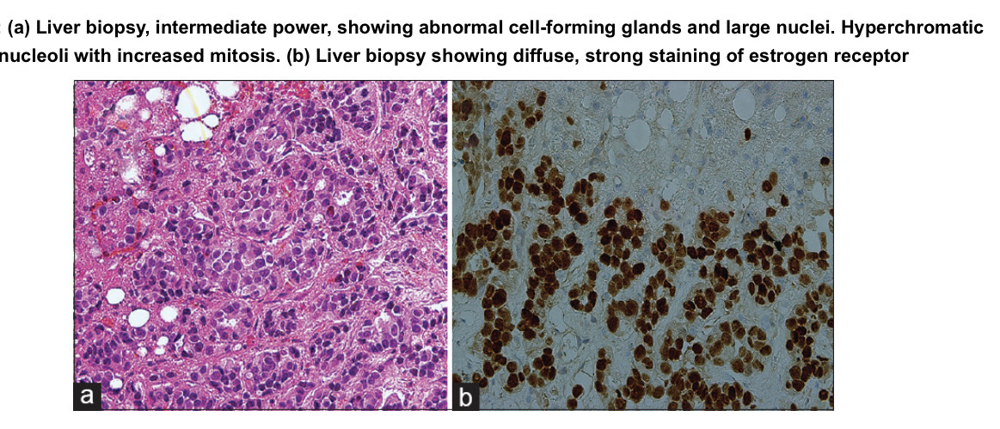 : (a) Liver biopsy, intermediate power, showing abnormal cell-forming glands and large nuclei. Hyperchromatic
nucleoli with increased mitosis. (b) Liver biopsy showing diffuse, strong staining of estrogen receptor
a
b